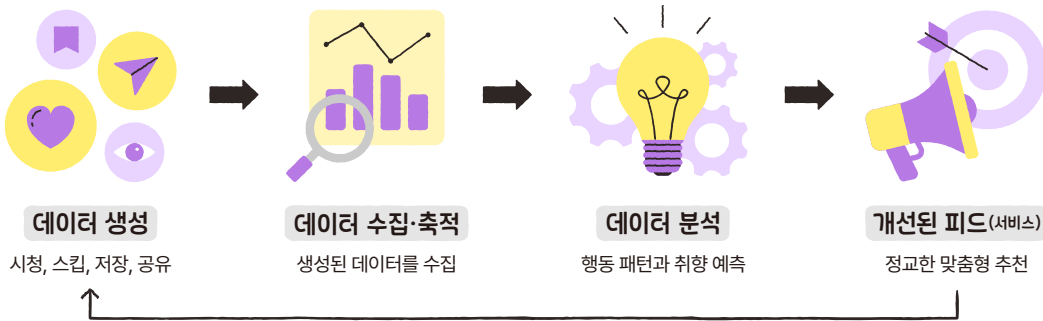 데이터 생성
시청, 스킵, 저장, 공유
데이터 수집·축적
생성된 데이터를 수집
데이터 분석
행동 패턴과 취향 예측
개선된 피드(서비스)
정교한 맞춤형 추천